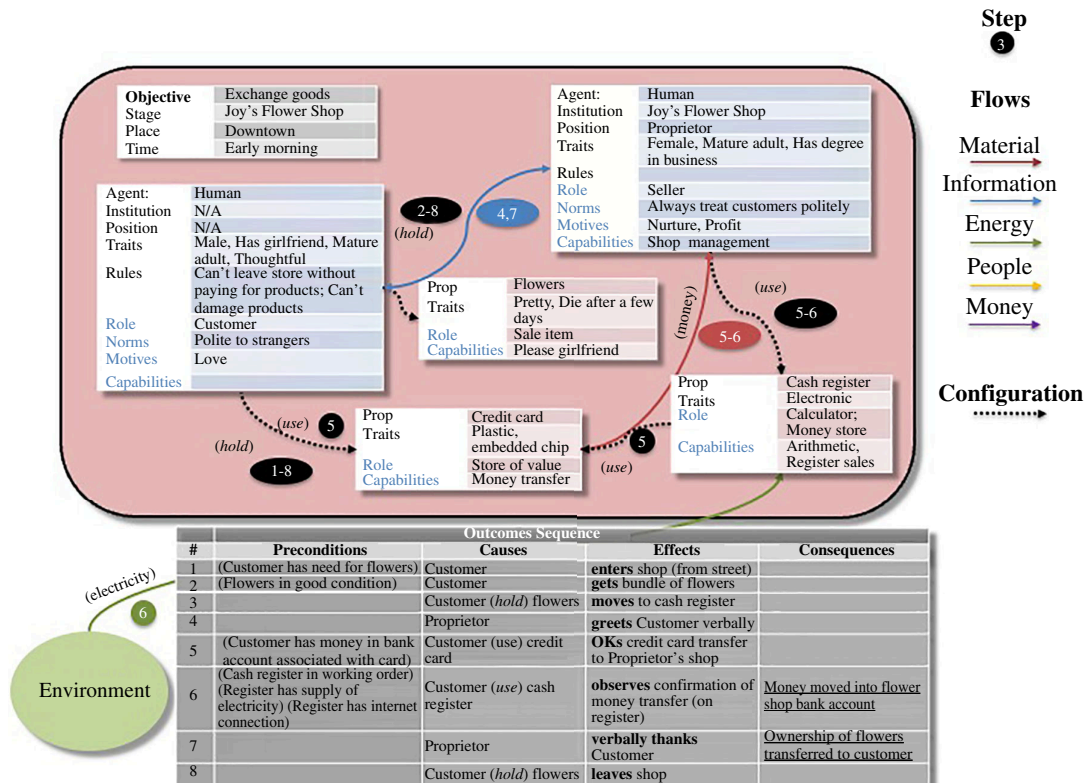 Step
3
Flows
Material
Information
Energy
People
Money
Configuration
Objective Exchange goods
Stage Joy's Flower Shop
Place Downtown
Time Early morning
Agent: Human
Institution Joy's Flower Shop
Position Proprietor
Traits Female, Mature adult, Has degree
in business
Rules
Role Seller
Norms Always treat customers politely
Motives Nurture, Profit
Capabilities Shop management
Agent: Human
Institution N/A
Position N/A
Traits Male, Has girlfriend, Mature
adult, Thoughtful
Rules Can't leave store without
paying for products; Can't
damage products
Role Customer
Norms Polite to strangers
Motives Love
Capabilities
2-8
(hold)
4,7
Prop Flowers
Traits Pretty, Die after a few
days
Role Sale item
Capabilities Please girlfriend
(money)
5-6
(use)
5-6
Prop Cash register
Traits Electronic
Role Calculator;
Money store
Capabilities Arithmetic,
Register sales
(use) 5
(hold)
1-8
Prop Credit card
Traits Plastic,
embedded chip
Role Store of value
Capabilities Money transfer
5
(use)
(electricity)
6
Environment
Outcomes Sequence
# Preconditions Causes Effects Consequences
1 (Customer has need for flowers) Customer enters shop (from street)
2 (Flowers in good condition) Customer gets bundle of flowers
3 Customer (hold) flowers moves to cash register
4 Proprietor greets Customer verbally
5 (Customer has money in bank
account associated with card) Customer (use) credit
card OKs credit card transfer
to Proprietor's shop
6 (Cash register in working order)
(Register has supply of
electricity) (Register has internet
connection) Customer (use) cash
register observes confirmation of
money transfer (on
register) Money moved into flower
shop bank account
7 Proprietor verbally thanks
Customer Ownership of flowers
transferred to customer
8 Customer (hold) flowers leaves shop